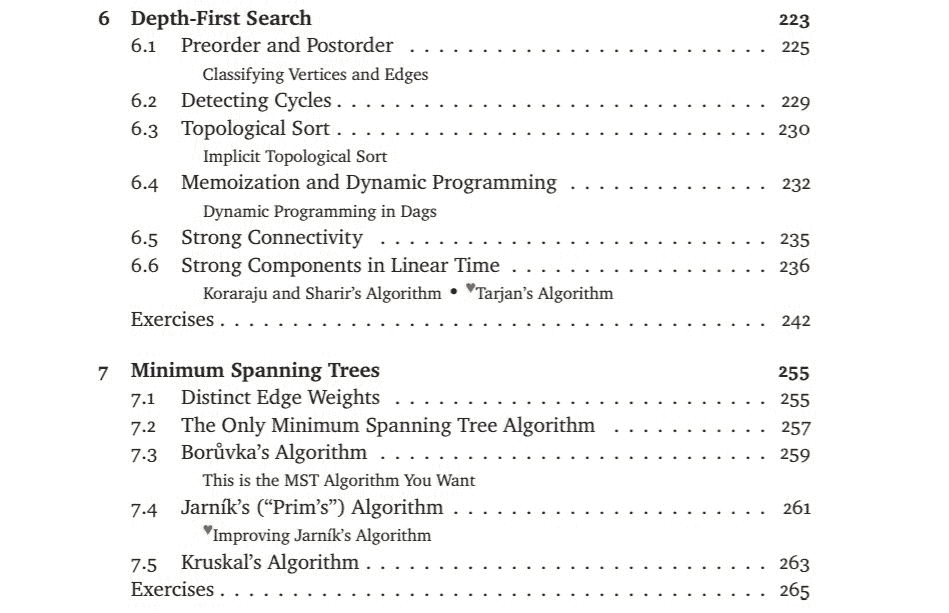 6 Depth-First Search 223
6.1 Preorder and Postorder . . . . . . . . . . . . . . . . . . . . . . . . . 225
Classifying Vertices and Edges
6.2 Detecting Cycles . . . . . . . . . . . . . . . . . . . . . . . . . . . . . . 229
6.3 Topological Sort . . . . . . . . . . . . . . . . . . . . . . . . . . . . . . 230
Implicit Topological Sort
6.4 Memoization and Dynamic Programming . . . . . . . . . . . . . . 232
Dynamic Programming in Dags
6.5 Strong Connectivity . . . . . . . . . . . . . . . . . . . . . . . . . . . 235
6.6 Strong Components in Linear Time . . . . . . . . . . . . . . . . . . 236
Koraraju and Sharir's Algorithm • ♥Tarjan's Algorithm
Exercises . . . . . . . . . . . . . . . . . . . . . . . . . . . . . . . . . . . . . . 242
7 Minimum Spanning Trees 255
7.1 Distinct Edge Weights . . . . . . . . . . . . . . . . . . . . . . . . . . 255
7.2 The Only Minimum Spanning Tree Algorithm . . . . . . . . . . . 257
7.3 Borůvka's Algorithm . . . . . . . . . . . . . . . . . . . . . . . . . . . 259
This is the MST Algorithm You Want
7.4 Jarník's (“Prim's”) Algorithm . . . . . . . . . . . . . . . . . . . . . . 261
♥Improving Jarník's Algorithm
7.5 Kruskal's Algorithm . . . . . . . . . . . . . . . . . . . . . . . . . . . . 263
Exercises . . . . . . . . . . . . . . . . . . . . . . . . . . . . . . . . . . . . . . 265